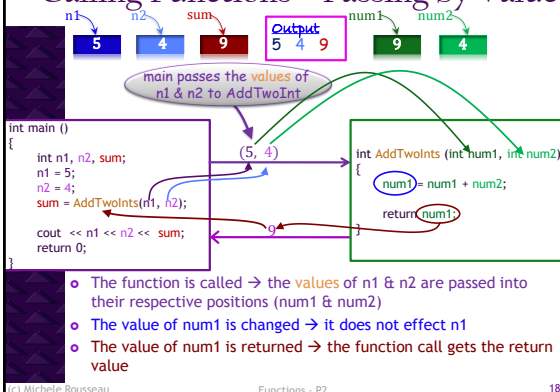 Calling Functions – Passing by Value
n1 n2 sum num1 num2
5 4 9 9 4
Output
5 4 9
main passes the values of
n1 & n2 to AddTwoInt
int main ()
{
int n1, n2, sum;
n1 = 5;
n2 = 4;
sum = AddTwoInts(n1, n2);
cout << n1 << n2 << sum;
return 0;
}
(5, 4)
9
int AddTwoInts (int num1, int num2)
{
num1 = num1 + num2;
return num1;
}
The function is called → the values of n1 & n2 are passed into
their respective positions (num1 & num2)
The value of num1 is changed → it does not effect n1
The value of num1 is returned → the function call gets the return
value
(c) Michele Rousseau Functions - P2 18